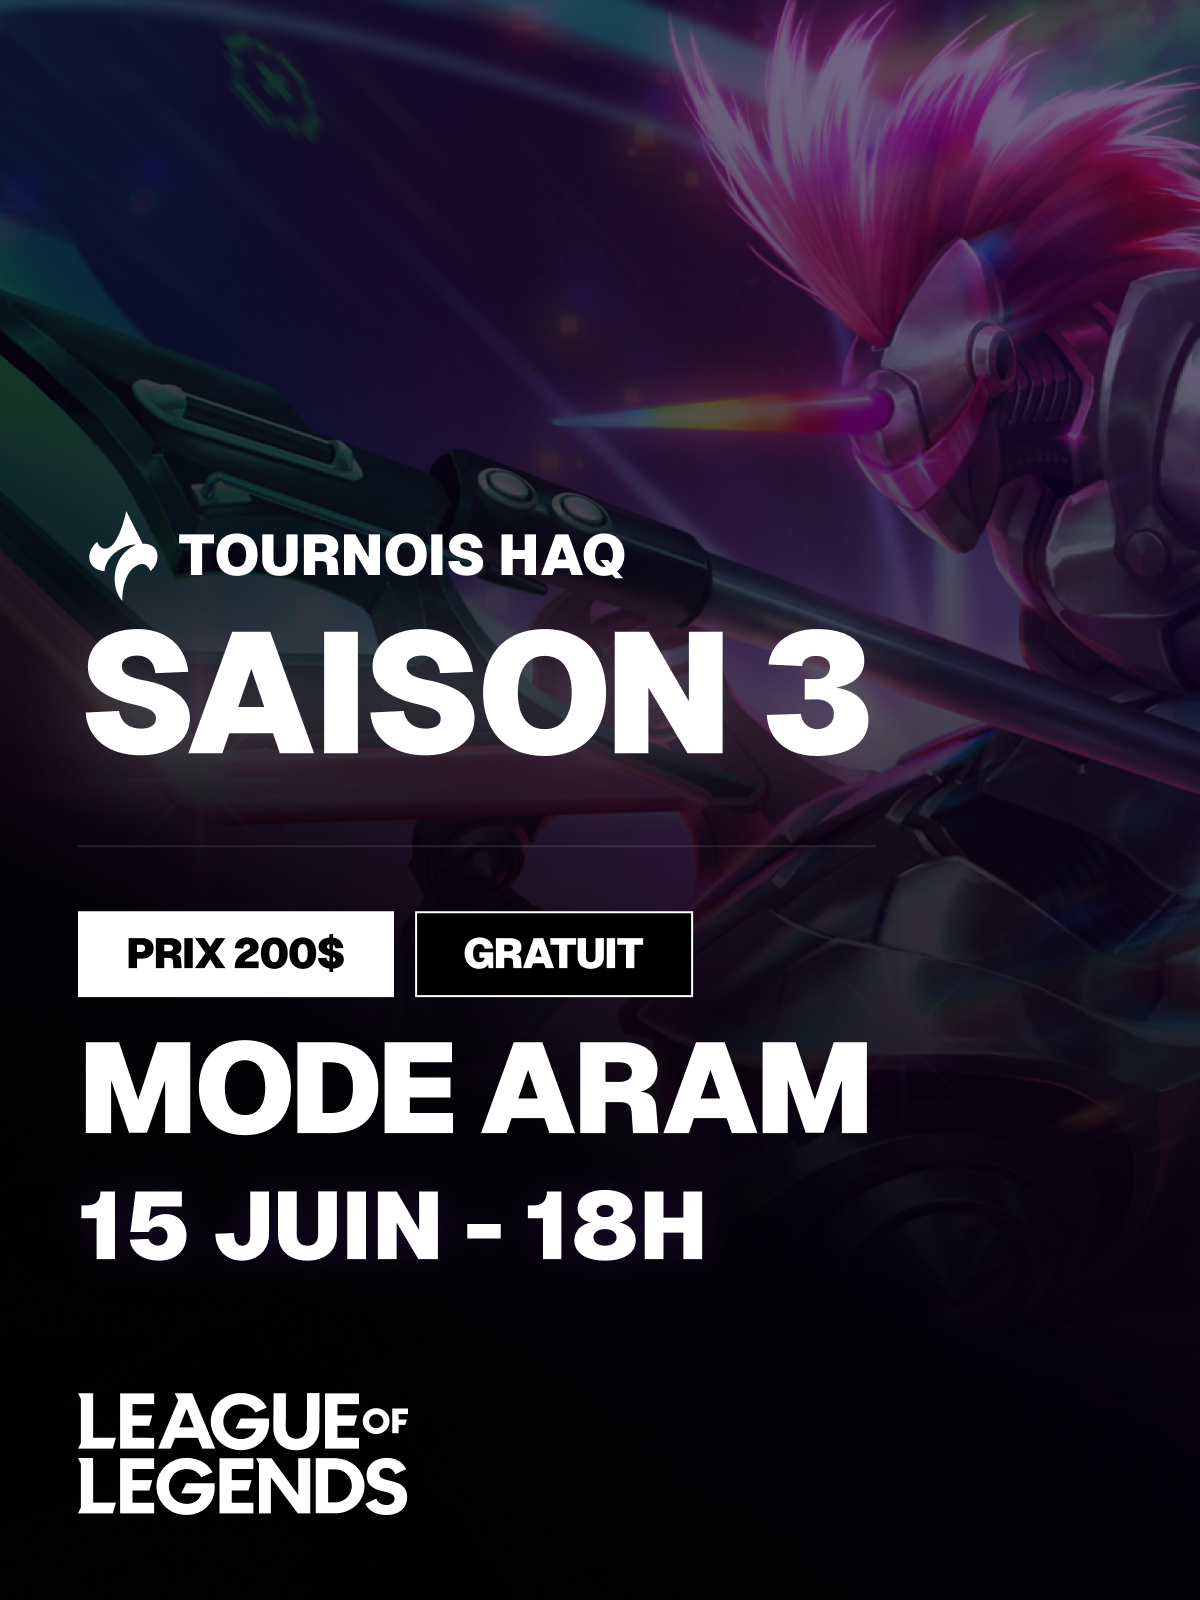 TOURNOIS HAQ
SAISON 3
PRIX 200$
GRATUIT
MODE ARAM
15 JUIN - 18H
LEAGUE OF
LEGENDS